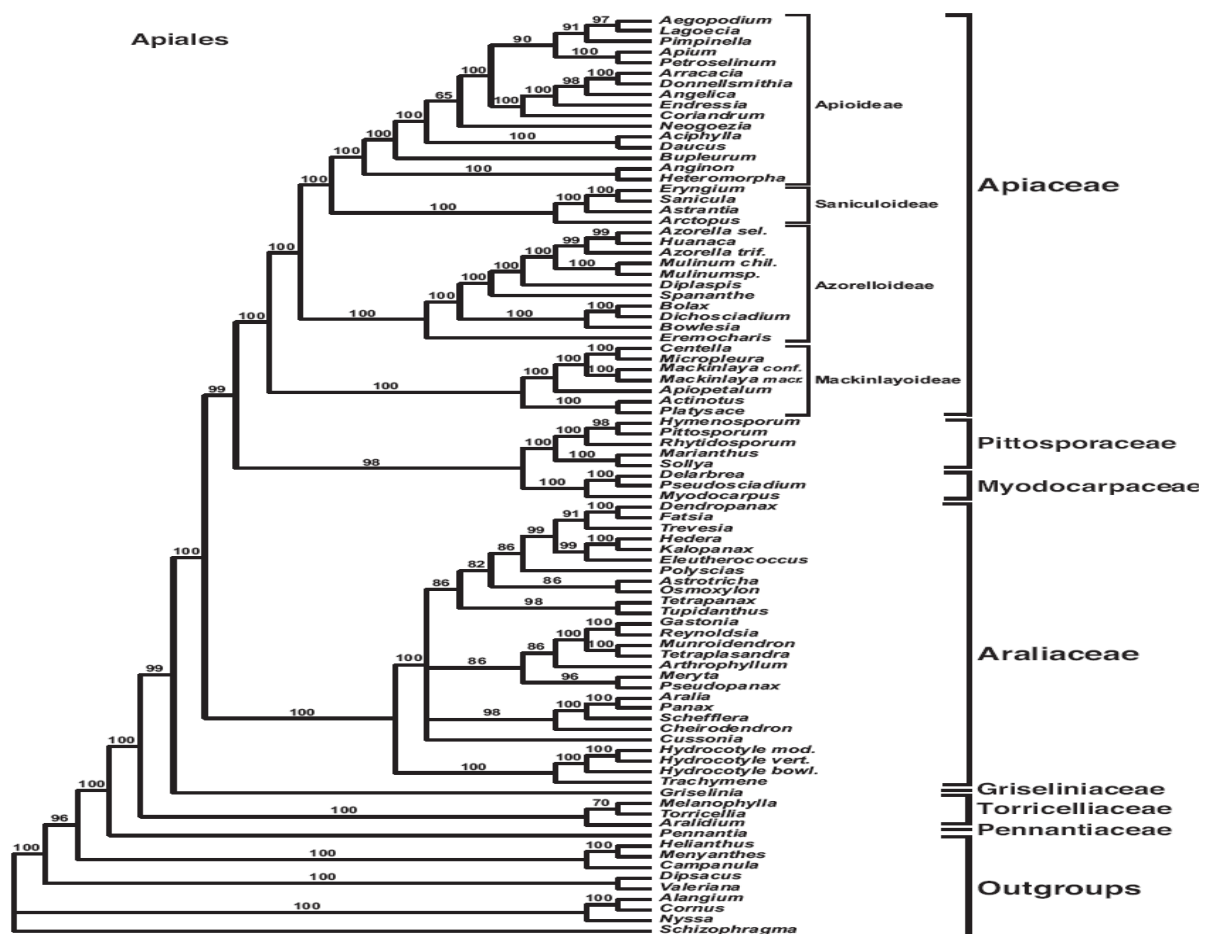 Apiales
97
Aegopodium
91
Lagoecia
90
Pimpinella
100
Apium
Petroselinum
100
100
Arracacia
98
Donnellsmithia
100
Angelica
65
100
Endressia
Coriandrum
100
Neogoezia
100
100
Aciphylla
Daucus
100
Bupleurum
100
100
Anginon
Heteromorpha
Apioideae
100
100
Eryngium
100
Sanicula
100
Astrantia
Arctopus
Saniculoideae
100
99
Azorella sel.
99
Huanaca
100
Azorella trif.
100
Mulinum chil.
100
Mulinumsp.
100
Diplaspis
100
Spananthe
100
100
100
Bolax
Dichosciadium
Bowlesia
Eremocharis
Azorelloideae
100
100
Centella
100
Micropleura
100
100
Mackinlaya conf.
100
Mackinlaya macr.
Apiopetalum
100
Actinotus
Platysace
Mackinlayoideae
Apiaceae
99
98
Hymenosporum
100
Pittosporum
100
Rhytidosporum
100
Marianthus
98
Sollya
Pittosporaceae
100
100
Delarbrea
Pseudosciadium
Myodocarpus
Myodocarpaceae
100
100
Dendropanax
91
Fatsia
99
Trevesia
86
100
Hedera
99
Kalopanax
82
Eleutherococcus
86
Polyscias
86
Astrotricha
Osmoxylon
98
Tetrapanax
Tupidanthus
100
Gastonia
100
Reynoldsia
86
100
Munroidendron
Tetraplasandra
100
86
Arthrophyllum
96
Meryta
Pseudopanax
100
100
Aralia
100
Panax
98
Schefflera
Cheirodendron
Cussonia
100
Hydrocotyle mod.
100
Hydrocotyle vert.
100
Hydrocotyle bowl.
Trachymene
Araliaceae
99
Griselinia
Griseliniaceae
100
70
Melanophylla
100
Torricellia
Aralidium
Torricelliaceae
100
Pennantia
Pennantiaceae
96
100
Helianthus
100
Menyanthes
Campanula
100
100
Dipsacus
Valeriana
100
100
Alangium
Cornus
Nyssa
Schizophragma
Outgroups